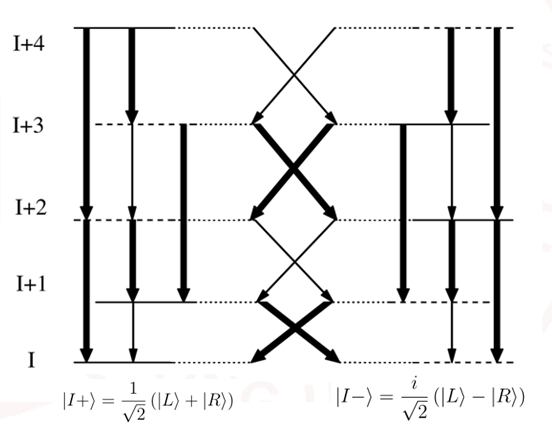 I+4
I+3
I+2
I+1
I
|I+⟩ = 1/√2 (|L⟩ + |R⟩)
|I−⟩ = i/√2 (|L⟩ − |R⟩)